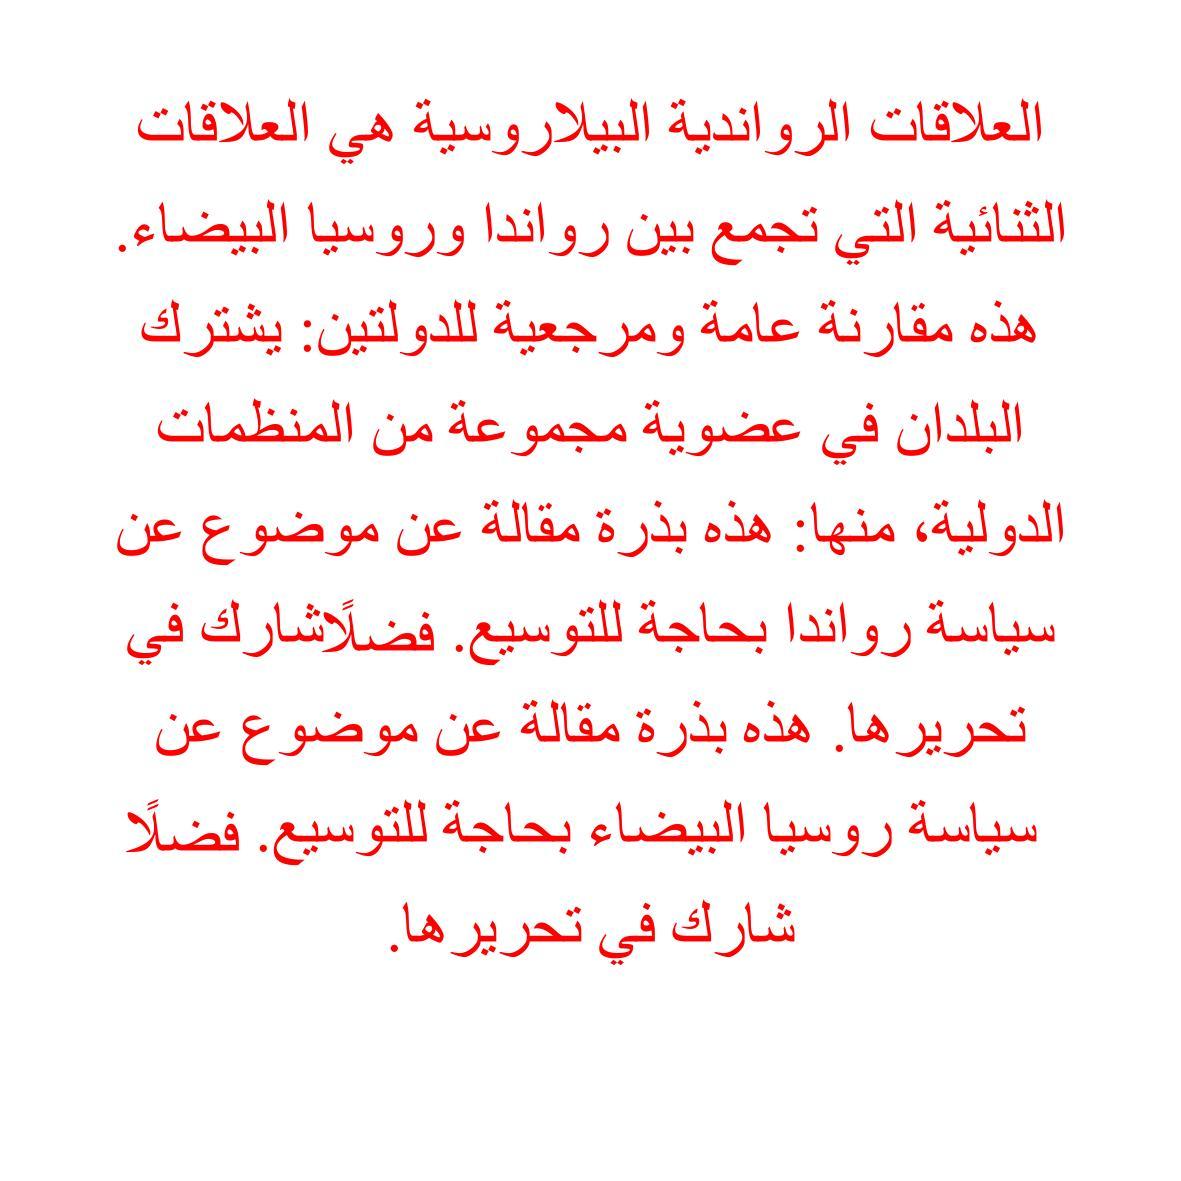 العلاقات الرواندية البيلاروسية هي العلاقات
الثنائية التي تجمع بين رواندا وروسيا البيضاء.
هذه مقارنة عامة ومرجعية للدولتين: يشترك
البلدان في عضوية مجموعة من المنظمات
الدولية، منها: هذه بذرة مقالة عن موضوع عن
سياسة رواندا بحاجة للتوسيع. فضلًاشارك في
تحريرها. هذه بذرة مقالة عن موضوع عن
سياسة روسيا البيضاء بحاجة للتوسيع. فضلًا
شارك في تحريرها.